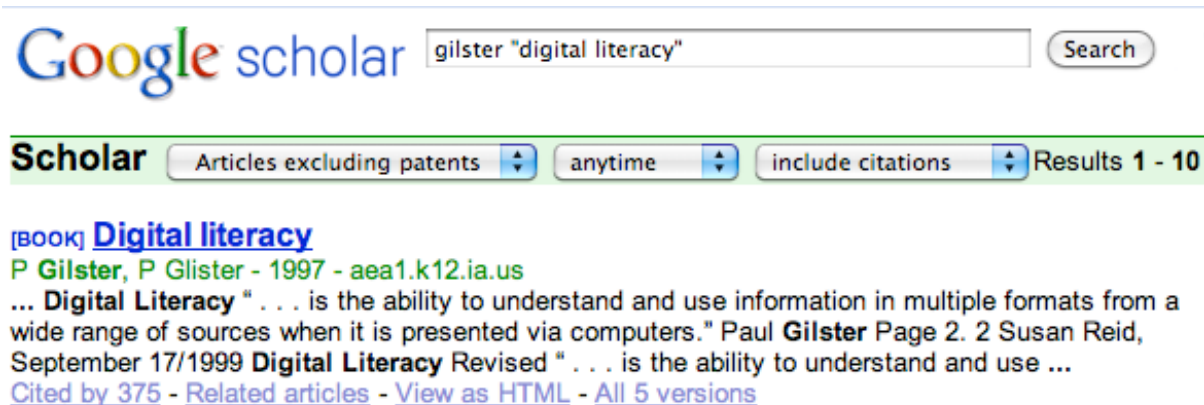 Google scholar gilster "digital literacy" Search
Scholar Articles excluding patents anytime include citations Results 1 - 10
[BOOK] Digital literacy
P Gilster, P Glister - 1997 - aea1.k12.ia.us
... Digital Literacy “ . . . is the ability to understand and use information in multiple formats from a
wide range of sources when it is presented via computers.” Paul Gilster Page 2. 2 Susan Reid,
September 17/1999 Digital Literacy Revised “ . . . is the ability to understand and use ...
Cited by 375 - Related articles - View as HTML - All 5 versions